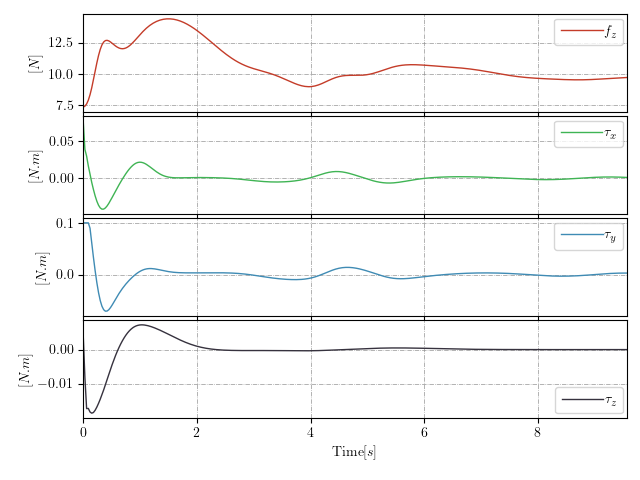 12.5
10.0
7.5
[N]
f_z
0.05
0.00
[N.m]
τ_x
0.1
0.0
[N.m]
τ_y
0.00
−0.01
[N.m]
τ_z
0 2 4 6 8
Time[s]